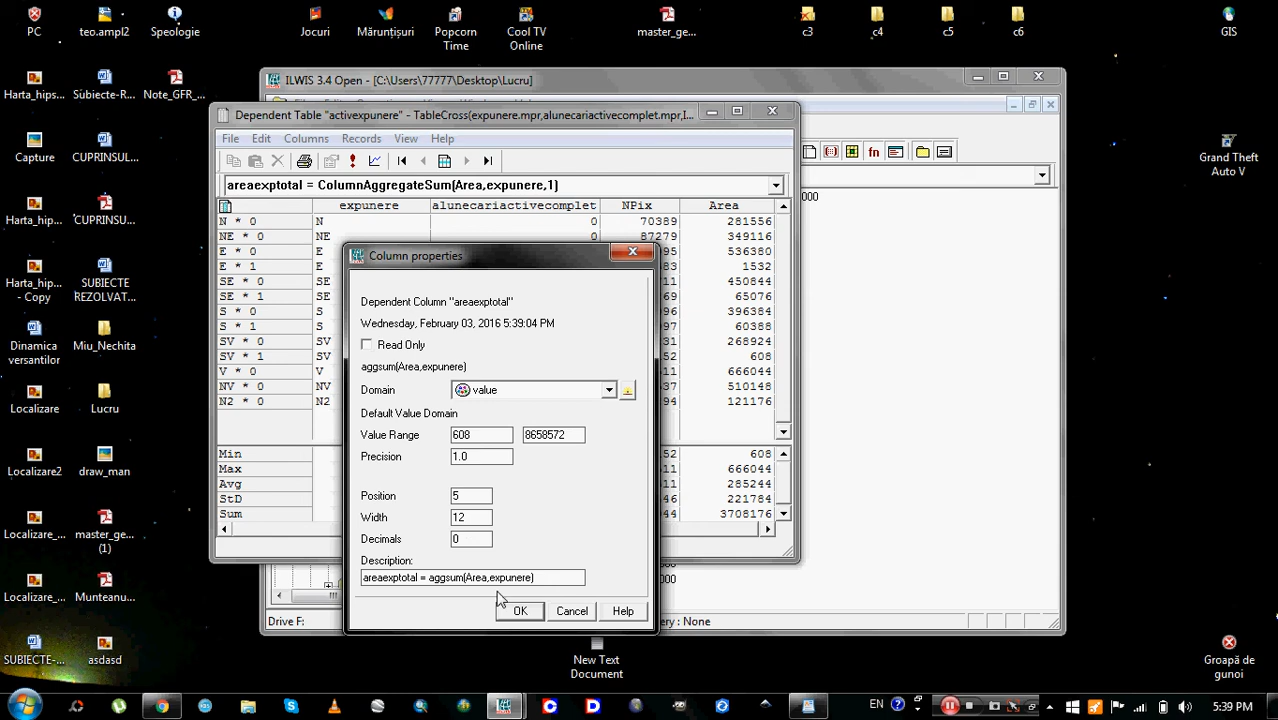 PC
teo.ampl2
Speologie
Jocuri
Mărunțișuri
Popcorn
Time
Cool TV
Online
master_ge...
c3
c4
c5
c6
GIS
ILWIS 3.4 Open - [C:\Users\77777\Desktop\Lucru]
Harta_hips...
Subiecte-R...
Note_GFR_...
Dependent Table "activexpunere" - TableCross(expunere.mpr,alunecariactivecomplet.mpr,I...
File Edit Columns Records View Help
Capture
CUPRINSUL...
fn
Grand Theft
Auto V
areaexptotal = ColumnAggregateSum(Area,expunere,1)
expunere alunecariactivecomplet NPix Area
N * 0 N 0 70389 281556
NE * 0 NE 0 87279 349116
E * 0 E 536380
E * 1 E 1532
SE * 0 SE 450844
SE * 1 SE 65076
S * 0 S 396384
S * 1 S 60388
SV * 0 SV 268924
SV * 1 SV 608
V * 0 V 666044
NV * 0 NV 510148
N2 * 0 N2 121176
Min 608
Max 666044
Avg 285244
StD 221784
Sum 3708176
Column properties
Dependent Column "areaexptotal"
Wednesday, February 03, 2016 5:39:04 PM
Read Only
aggsum(Area,expunere)
Domain value
Default Value Domain
Value Range 608 8658572
Precision 1.0
Position 5
Width 12
Decimals 0
Description:
areaexptotal = aggsum(Area,expunere)
OK Cancel Help
Harta_hips...
CUPRINSUL...
Harta_hip...
- Copy
SUBIECTE
REZOLVAT...
Dinamica
versantilor
Miu_Nechita
Localizare
Lucru
Localizare2
draw_man
Localizare_...
master_ge...
(1)
Localizare_...
Munteanu...
SUBIECTE-...
asdasd
Drive F:
ery : None
New Text
Document
Groapă de
gunoi
EN
5:39 PM